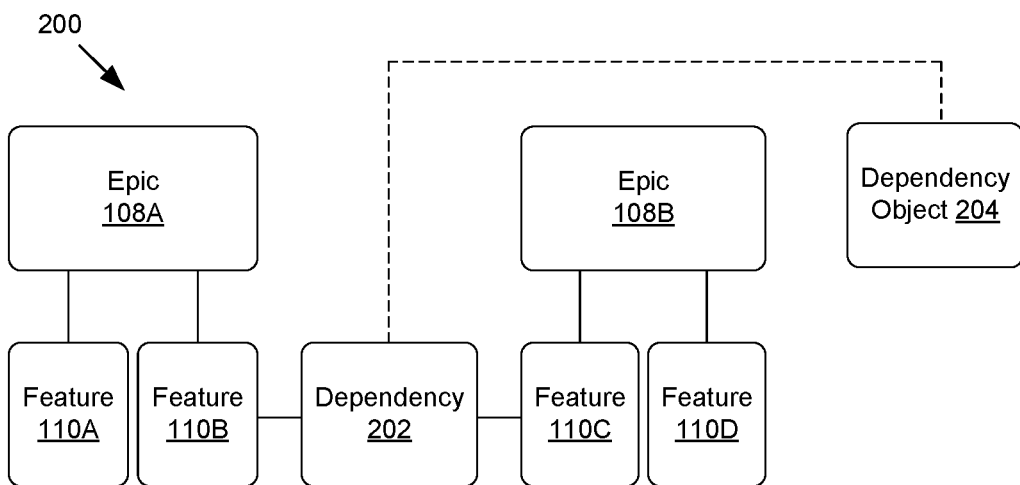 200
Epic
108A
Epic
108B
Dependency
Object 204
Feature
110A
Feature
110B
Dependency
202
Feature
110C
Feature
110D